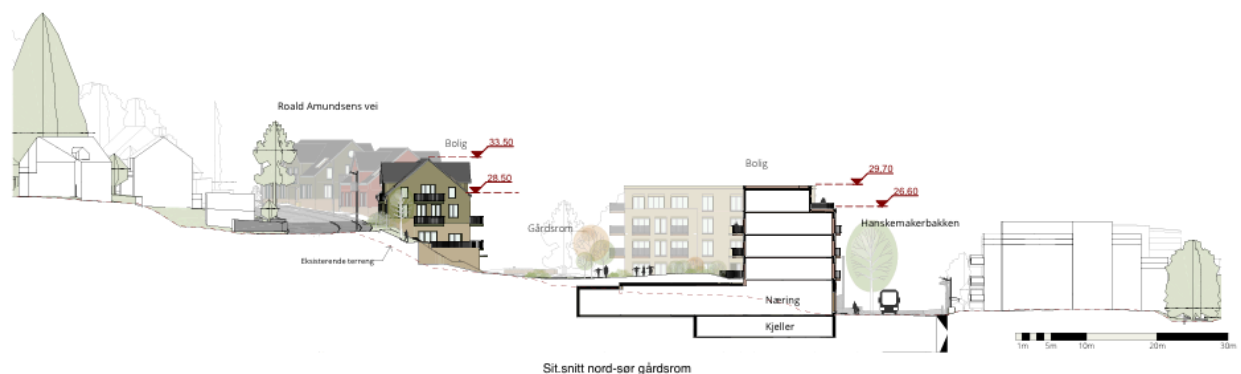 Roald Amundsens vei
Bolig
33.50
28.50
Bolig
29.70
26.60
Gårdsrom
Hanskemakerbakken
Eksisterende terreng
Næring
Kjeller
1m 5m 10m 20m 30m
Sit.snitt nord-sør gårdsrom